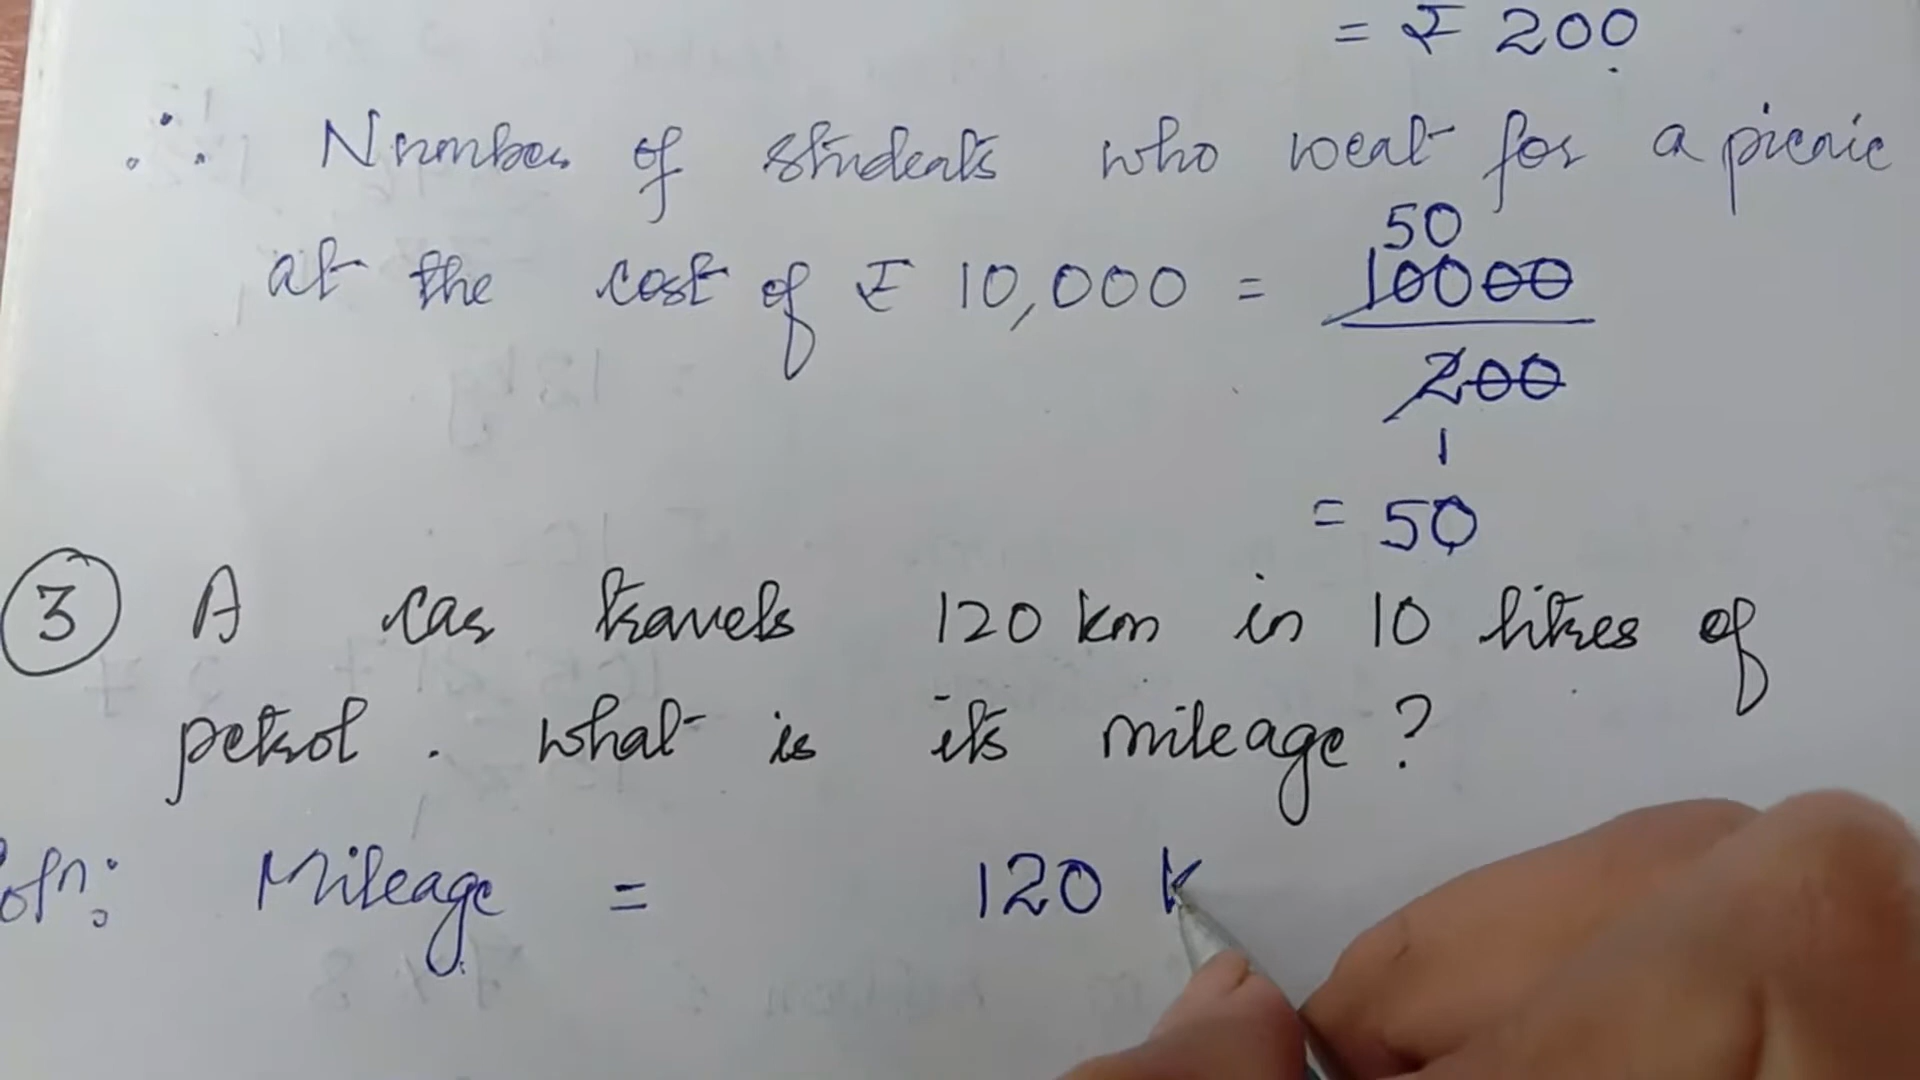 = ₹ 200
∴ Number of students who went for a picnic
at the cost of ₹ 10,000 = 50
10000
200
1
= 50
3 A car travels 120 km in 10 litres of
petrol. what is its mileage?
Soln: Mileage = 120 k